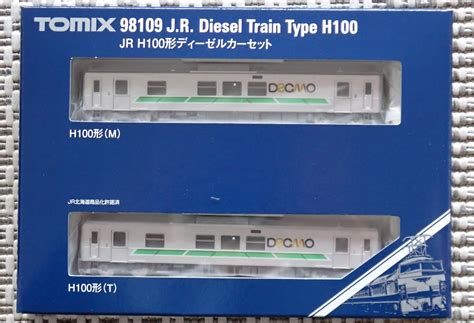 TOMIX 98109 J.R. Diesel Train Type H100
JR H100形ディーゼルカーセット
DECMO
H100形(M)
JR北海道商品化許諾済
DECMO
H100形(T)